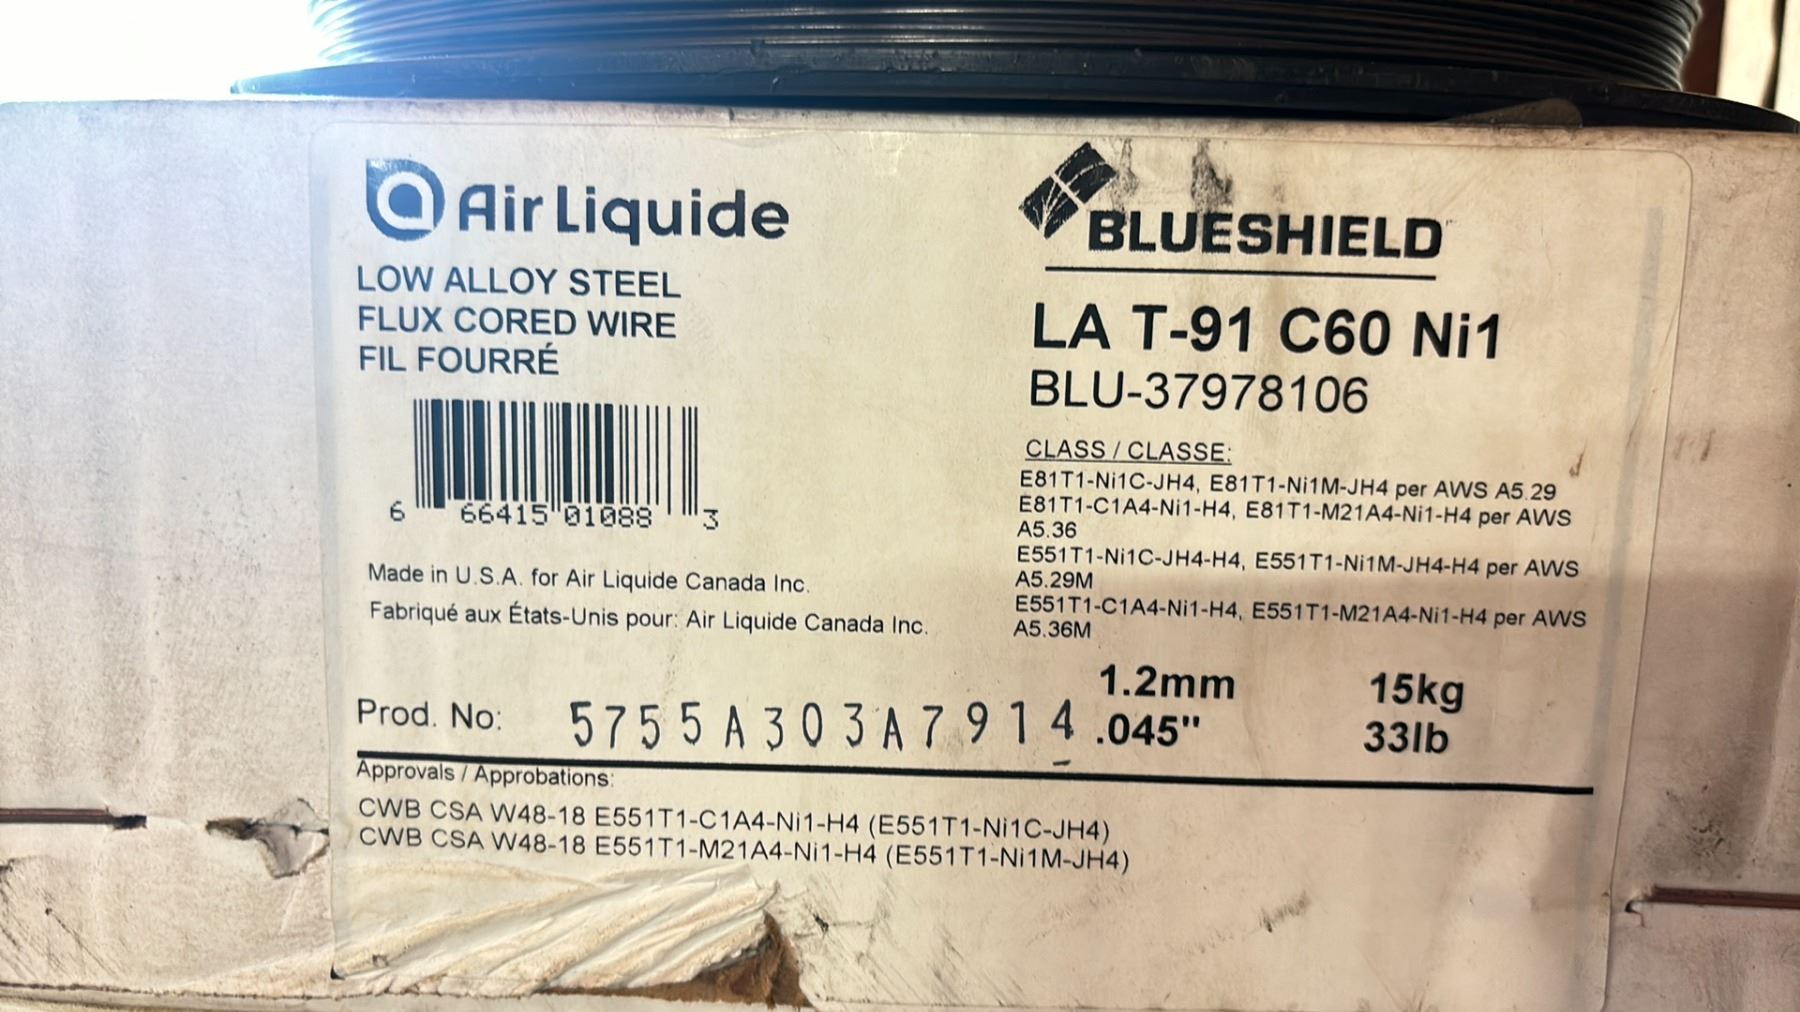 Air Liquide
LOW ALLOY STEEL
FLUX CORED WIRE
FIL FOURRÉ
6 66415 01088 3
Made in U.S.A. for Air Liquide Canada Inc.
Fabriqué aux États-Unis pour: Air Liquide Canada Inc.
BLUESHIELD
LA T-91 C60 Ni1
BLU-37978106
CLASS / CLASSE:
E81T1-Ni1C-JH4, E81T1-Ni1M-JH4 per AWS A5.29
E81T1-C1A4-Ni1-H4, E81T1-M21A4-Ni1-H4 per AWS
A5.36
E551T1-Ni1C-JH4-H4, E551T1-Ni1M-JH4-H4 per AWS
A5.29M
E551T1-C1A4-Ni1-H4, E551T1-M21A4-Ni1-H4 per AWS
A5.36M
1.2mm 15kg
.045" 33lb
Prod. No: 5755A303A7914
Approvals / Approbations:
CWB CSA W48-18 E551T1-C1A4-Ni1-H4 (E551T1-Ni1C-JH4)
CWB CSA W48-18 E551T1-M21A4-Ni1-H4 (E551T1-Ni1M-JH4)